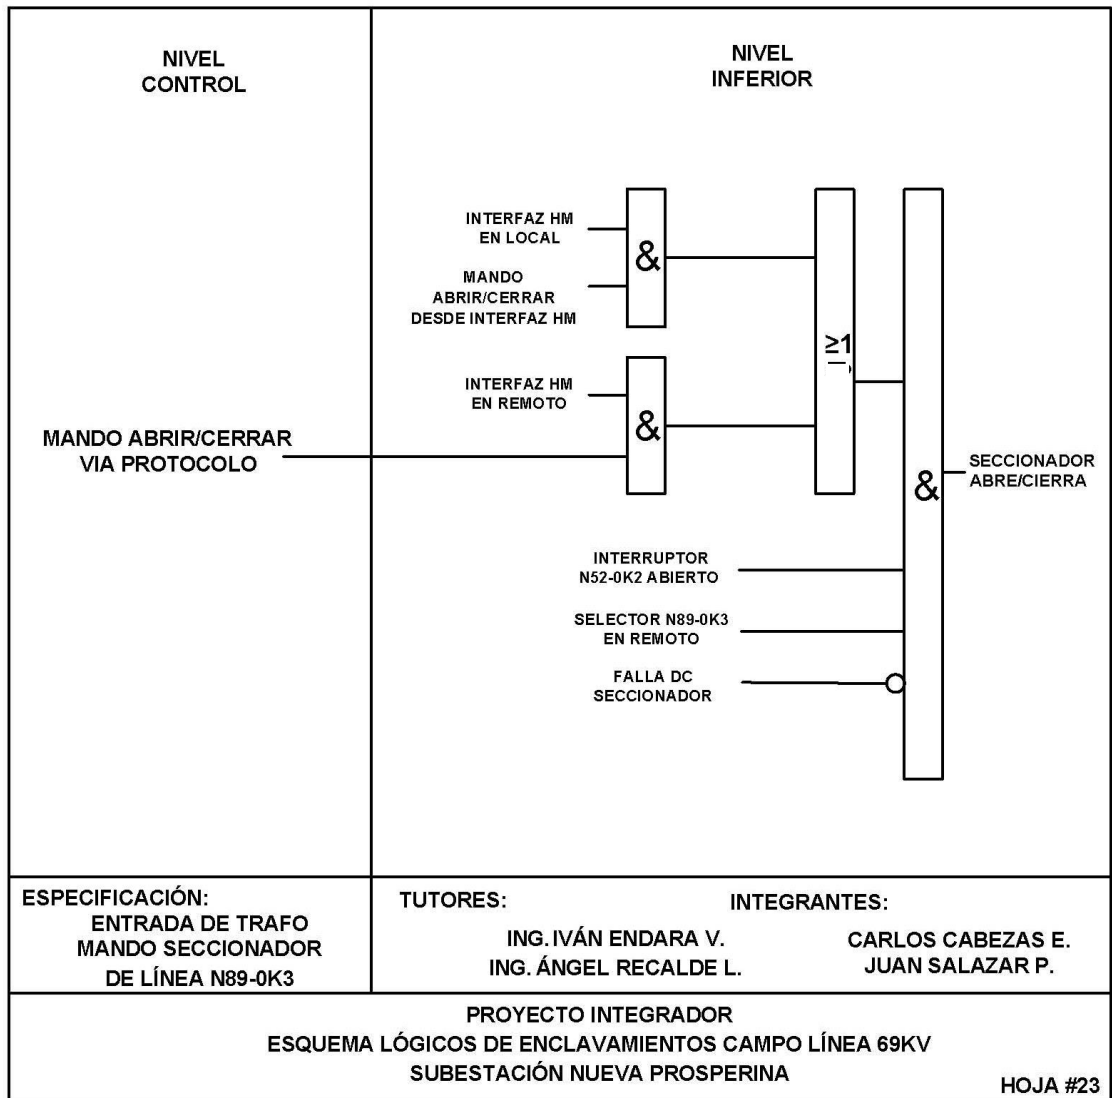 NIVEL
CONTROL
NIVEL
INFERIOR
INTERFAZ HM
EN LOCAL
&
MANDO
ABRIR/CERRAR
DESDE INTERFAZ HM
≥1
INTERFAZ HM
EN REMOTO
&
MANDO ABRIR/CERRAR
VIA PROTOCOLO
&
SECCIONADOR
ABRE/CIERRA
INTERRUPTOR
N52-0K2 ABIERTO
SELECTOR N89-0K3
EN REMOTO
FALLA DC
SECCIONADOR
ESPECIFICACIÓN:
ENTRADA DE TRAFO
MANDO SECCIONADOR
DE LÍNEA N89-0K3
TUTORES:
ING. IVÁN ENDARA V.
ING. ÁNGEL RECALDE L.
INTEGRANTES:
CARLOS CABEZAS E.
JUAN SALAZAR P.
PROYECTO INTEGRADOR
ESQUEMA LÓGICOS DE ENCLAVAMIENTOS CAMPO LÍNEA 69KV
SUBESTACIÓN NUEVA PROSPERINA
HOJA #23